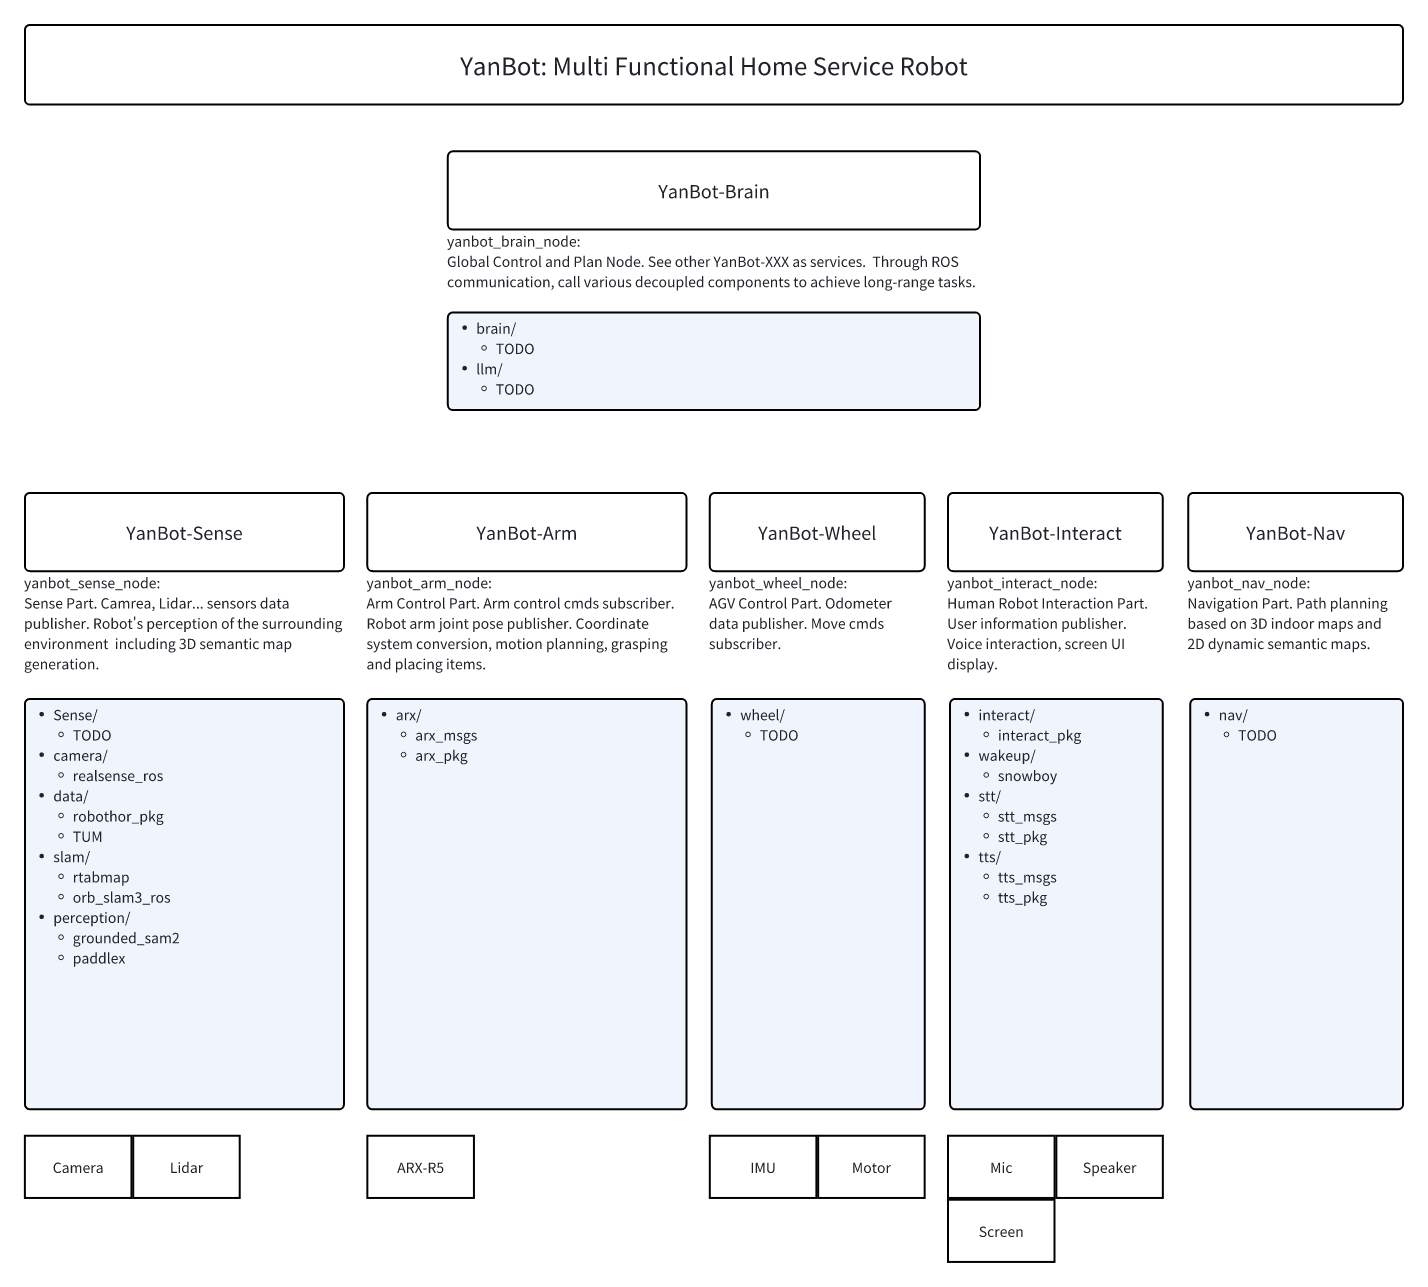 YanBot: Multi Functional Home Service Robot
YanBot-Brain
yanbot_brain_node:
Global Control and Plan Node. See other YanBot-XXX as services.  Through ROS
communication, call various decoupled components to achieve long-range tasks.
• brain/
◦ TODO
• llm/
◦ TODO
YanBot-Sense
yanbot_sense_node:
Sense Part. Camrea, Lidar... sensors data
publisher. Robot's perception of the surrounding
environment  including 3D semantic map
generation.
• Sense/
◦ TODO
• camera/
◦ realsense_ros
• data/
◦ robothor_pkg
◦ TUM
• slam/
◦ rtabmap
◦ orb_slam3_ros
• perception/
◦ grounded_sam2
◦ paddlex
Camera
Lidar
YanBot-Arm
yanbot_arm_node:
Arm Control Part. Arm control cmds subscriber.
Robot arm joint pose publisher. Coordinate
system conversion, motion planning, grasping
and placing items.
• arx/
◦ arx_msgs
◦ arx_pkg
ARX-R5
YanBot-Wheel
yanbot_wheel_node:
AGV Control Part. Odometer
data publisher. Move cmds
subscriber.
• wheel/
◦ TODO
IMU
Motor
YanBot-Interact
yanbot_interact_node:
Human Robot Interaction Part.
User information publisher.
Voice interaction, screen UI
display.
• interact/
◦ interact_pkg
• wakeup/
◦ snowboy
• stt/
◦ stt_msgs
◦ stt_pkg
• tts/
◦ tts_msgs
◦ tts_pkg
Mic
Speaker
Screen
YanBot-Nav
yanbot_nav_node:
Navigation Part. Path planning
based on 3D indoor maps and
2D dynamic semantic maps.
• nav/
◦ TODO